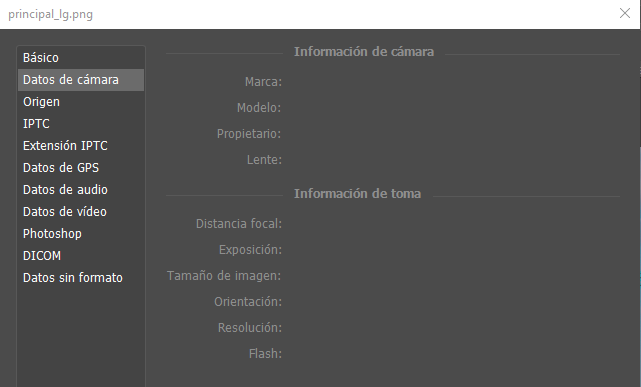 principal_lg.png
Básico
Datos de cámara
Origen
IPTC
Extensión IPTC
Datos de GPS
Datos de audio
Datos de vídeo
Photoshop
DICOM
Datos sin formato
Información de cámara
Marca:
Modelo:
Propietario:
Lente:
Información de toma
Distancia focal:
Exposición:
Tamaño de imagen:
Orientación:
Resolución:
Flash: